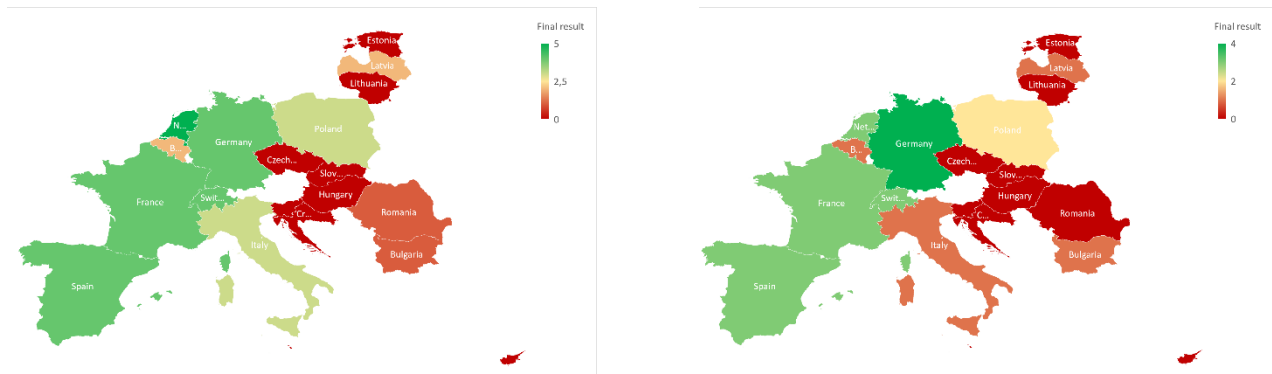 Final result
5
2,5
0
Estonia
Latvia
Lithuania
N...
B...
Germany
Poland
Czech...
Slov...
Hungary
Cr...
Swit...
France
Romania
Bulgaria
Italy
Spain
Final result
4
2
0
Estonia
Latvia
Lithuania
Net...
B...
Germany
Poland
Czech...
Slov...
Hungary
C...
Swit...
France
Romania
Bulgaria
Italy
Spain